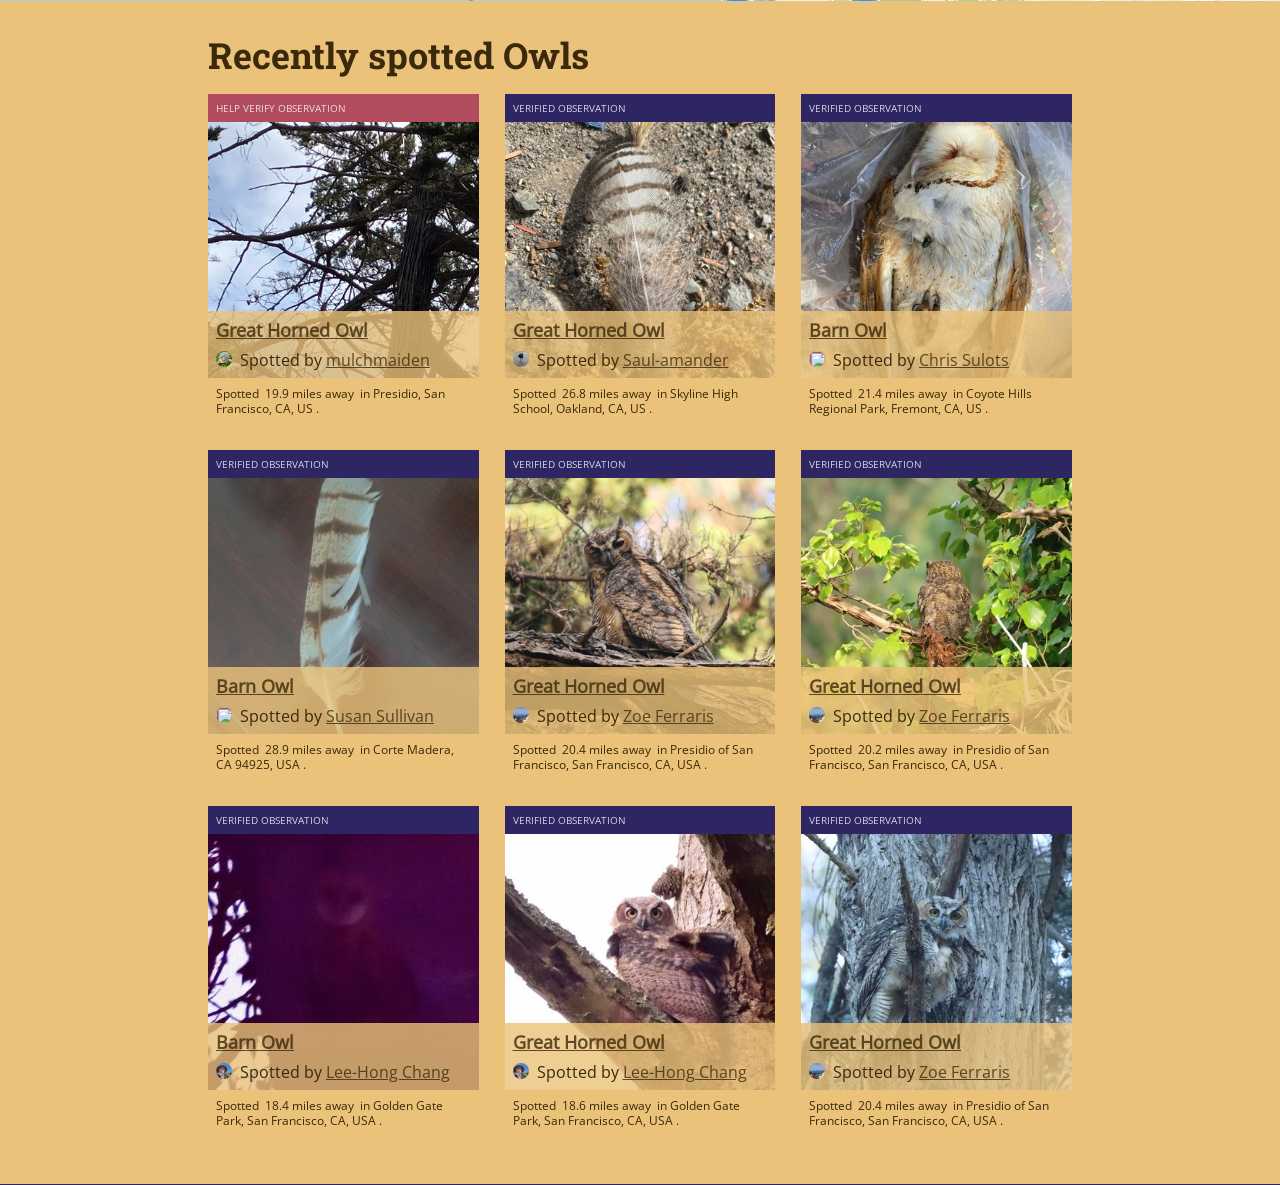 Recently spotted Owls
HELP VERIFY OBSERVATION
Great Horned Owl
Spotted by mulchmaiden
Spotted 19.9 miles away in Presidio, San
Francisco, CA, US .
VERIFIED OBSERVATION
Great Horned Owl
Spotted by Saul-amander
Spotted 26.8 miles away in Skyline High
School, Oakland, CA, US .
VERIFIED OBSERVATION
Barn Owl
Spotted by Chris Sulots
Spotted 21.4 miles away in Coyote Hills
Regional Park, Fremont, CA, US .
VERIFIED OBSERVATION
Barn Owl
Spotted by Susan Sullivan
Spotted 28.9 miles away in Corte Madera,
CA 94925, USA .
VERIFIED OBSERVATION
Great Horned Owl
Spotted by Zoe Ferraris
Spotted 20.4 miles away in Presidio of San
Francisco, San Francisco, CA, USA .
VERIFIED OBSERVATION
Great Horned Owl
Spotted by Zoe Ferraris
Spotted 20.2 miles away in Presidio of San
Francisco, San Francisco, CA, USA .
VERIFIED OBSERVATION
Barn Owl
Spotted by Lee-Hong Chang
Spotted 18.4 miles away in Golden Gate
Park, San Francisco, CA, USA .
VERIFIED OBSERVATION
Great Horned Owl
Spotted by Lee-Hong Chang
Spotted 18.6 miles away in Golden Gate
Park, San Francisco, CA, USA .
VERIFIED OBSERVATION
Great Horned Owl
Spotted by Zoe Ferraris
Spotted 20.4 miles away in Presidio of San
Francisco, San Francisco, CA, USA .